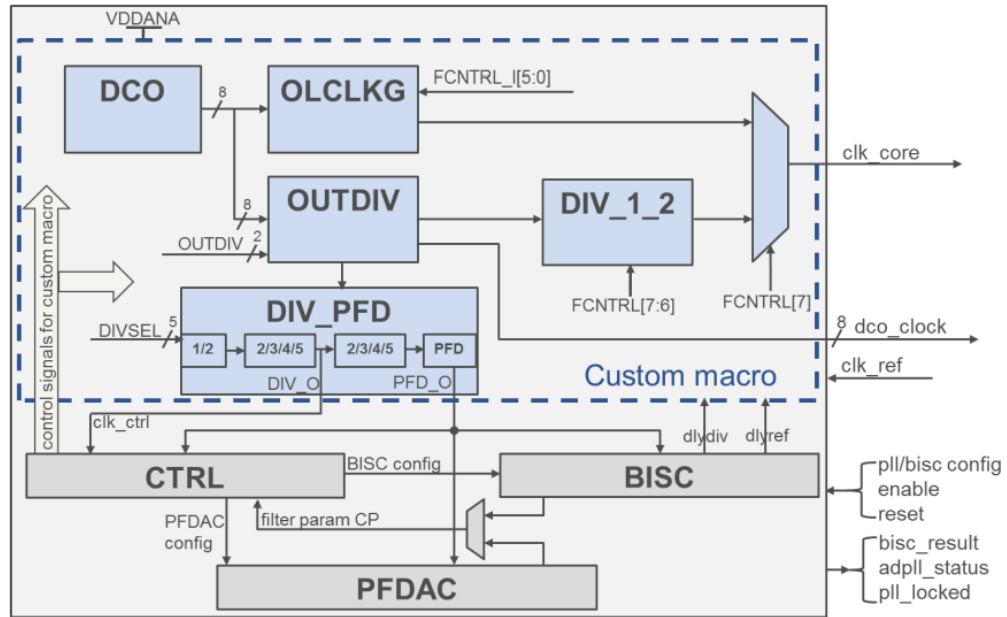 VDDANA
DCO
8
OLCLKG
FCNTRL_I[5:0]
clk_core
8
OUTDIV
DIV_1_2
OUTDIV
2
FCNTRL[7:6]
FCNTRL[7]
DIV_PFD
DIVSEL
5
1/2
2/3/4/5
2/3/4/5
PFD
8
dco_clock
clk_ref
DIV_O
PFD_O
Custom macro
control signals for custom macro
clk_ctrl
dlydiv
dlyref
CTRL
BISC config
BISC
pll/bisc config
enable
reset
PFDAC
config
filter param CP
bisc_result
adpll_status
pll_locked
PFDAC